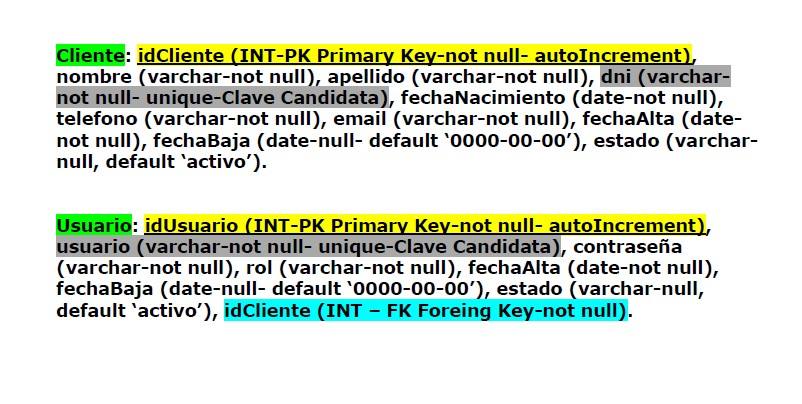 Cliente: idCliente (INT-PK Primary Key-not null- autoIncrement),
nombre (varchar-not null), apellido (varchar-not null), dni (varchar-
not null- unique-Clave Candidata), fechaNacimiento (date-not null),
telefono (varchar-not null), email (varchar-not null), fechaAlta (date-
not null), fechaBaja (date-null- default ‘0000-00-00’), estado (varchar-
null, default ‘activo’).
Usuario: idUsuario (INT-PK Primary Key-not null- autoIncrement),
usuario (varchar-not null- unique-Clave Candidata), contraseña
(varchar-not null), rol (varchar-not null), fechaAlta (date-not null),
fechaBaja (date-null- default ‘0000-00-00’), estado (varchar-null,
default ‘activo’), idCliente (INT – FK Foreing Key-not null).